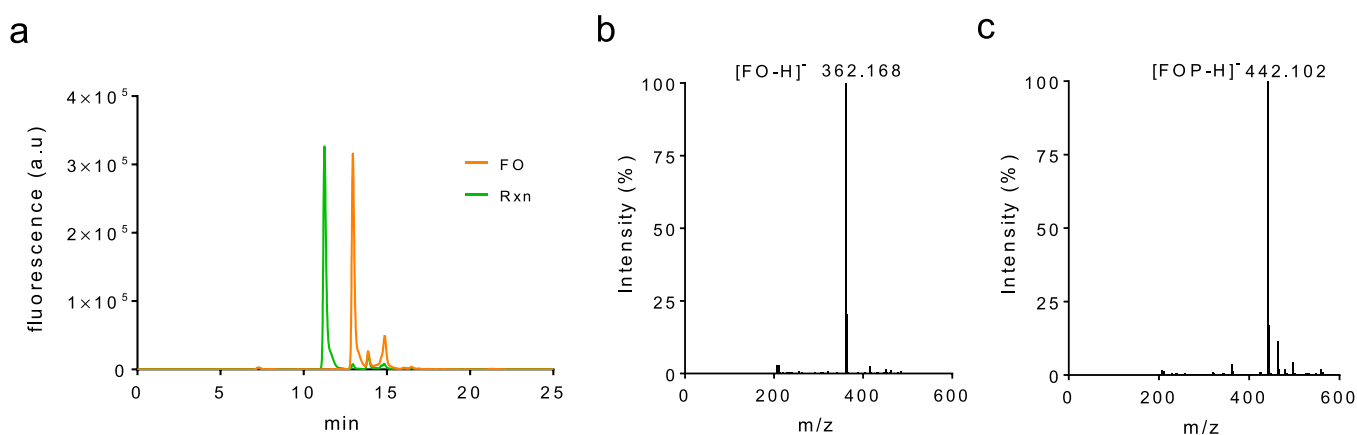 a
4×10⁵
3×10⁵
2×10⁵
1×10⁵
0
fluorescence (a.u)
0 5 10 15 20 25
min
FO
Rxn
b
[FO-H]⁻ 362.168
100
75
50
25
0
Intensity (%)
0 200 400 600
m/z
c
[FOP-H]⁻ 442.102
100
75
50
25
0
Intensity (%)
0 200 400 600
m/z